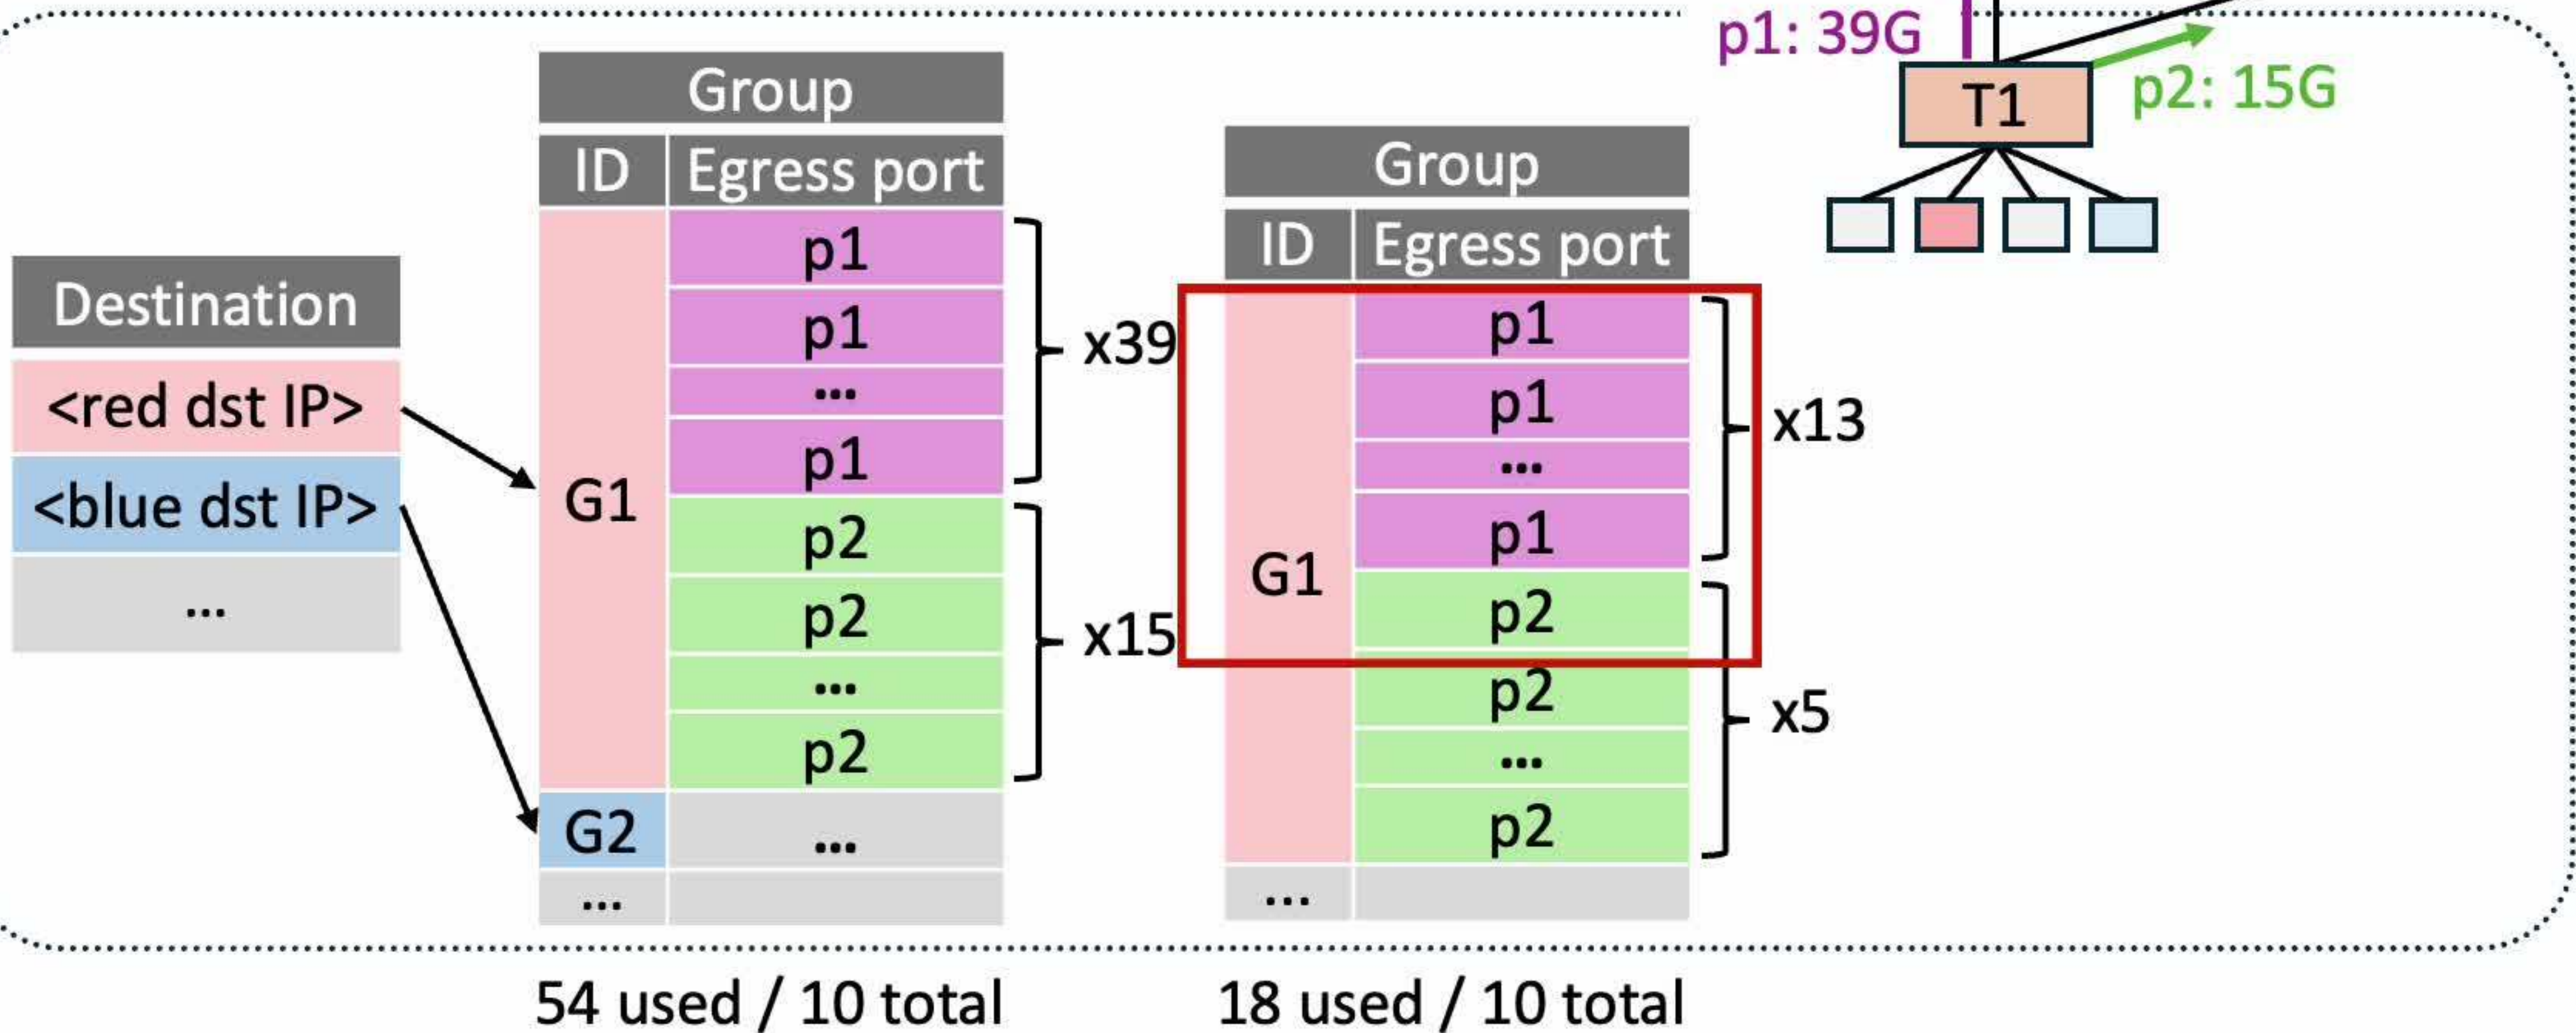 p1: 39G
p2: 15G
T1
Destination
<red dst IP>
<blue dst IP>
...
Group
ID
Egress port
G1
p1
p1
...
p1
x39
p2
p2
...
p2
x15
G2
...
...
54 used / 10 total
Group
ID
Egress port
G1
p1
p1
...
p1
x13
p2
p2
...
p2
x5
...
18 used / 10 total